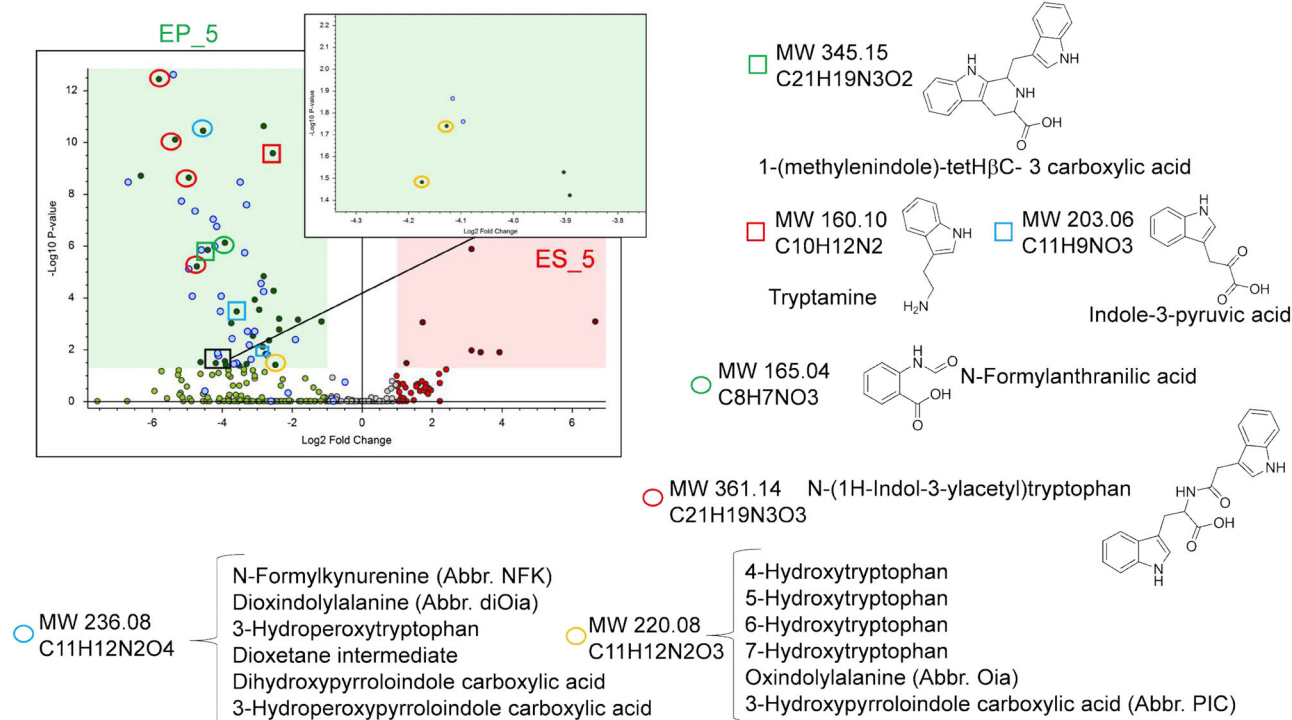 EP_5
-Log10 P-value
12
10
8
6
4
2
0
-6
-4
-2
0
2
4
6
Log2 Fold Change
ES_5
-Log10 P-value
2.2
2.1
2.0
1.9
1.8
1.7
1.6
1.5
1.4
-4.3
-4.2
-4.1
-4.0
-3.9
-3.8
Log2 Fold Change
MW 345.15
C21H19N3O2
H
N
NH
NH
OH
O
1-(methylenindole)-tetHβC- 3 carboxylic acid
MW 160.10
C10H12N2
NH
H2N
Tryptamine
MW 203.06
C11H9NO3
H
N
O
O
OH
Indole-3-pyruvic acid
MW 165.04
C8H7NO3
H
N
O
OH
O
N-Formylanthranilic acid
MW 361.14
C21H19N3O3
N-(1H-Indol-3-ylacetyl)tryptophan
NH
NH
O
OH
O
N
H
MW 236.08
C11H12N2O4
N-Formylkynurenine (Abbr. NFK)
Dioxindolylalanine (Abbr. diOia)
3-Hydroperoxytryptophan
Dioxetane intermediate
Dihydroxypyrroloindole carboxylic acid
3-Hydroperoxypyrroloindole carboxylic acid
MW 220.08
C11H12N2O3
4-Hydroxytryptophan
5-Hydroxytryptophan
6-Hydroxytryptophan
7-Hydroxytryptophan
Oxindolylalanine (Abbr. Oia)
3-Hydroxypyrroloindole carboxylic acid (Abbr. PIC)